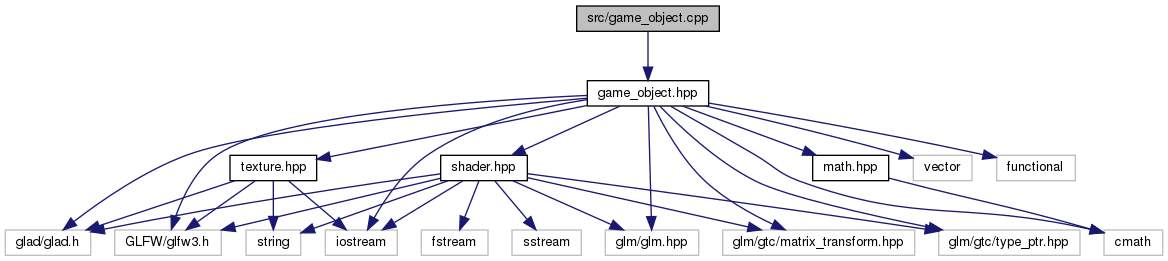 src/game_object.cpp
game_object.hpp
texture.hpp
shader.hpp
math.hpp
vector
functional
glad/glad.h
GLFW/glfw3.h
string
iostream
fstream
sstream
glm/glm.hpp
glm/gtc/matrix_transform.hpp
glm/gtc/type_ptr.hpp
cmath